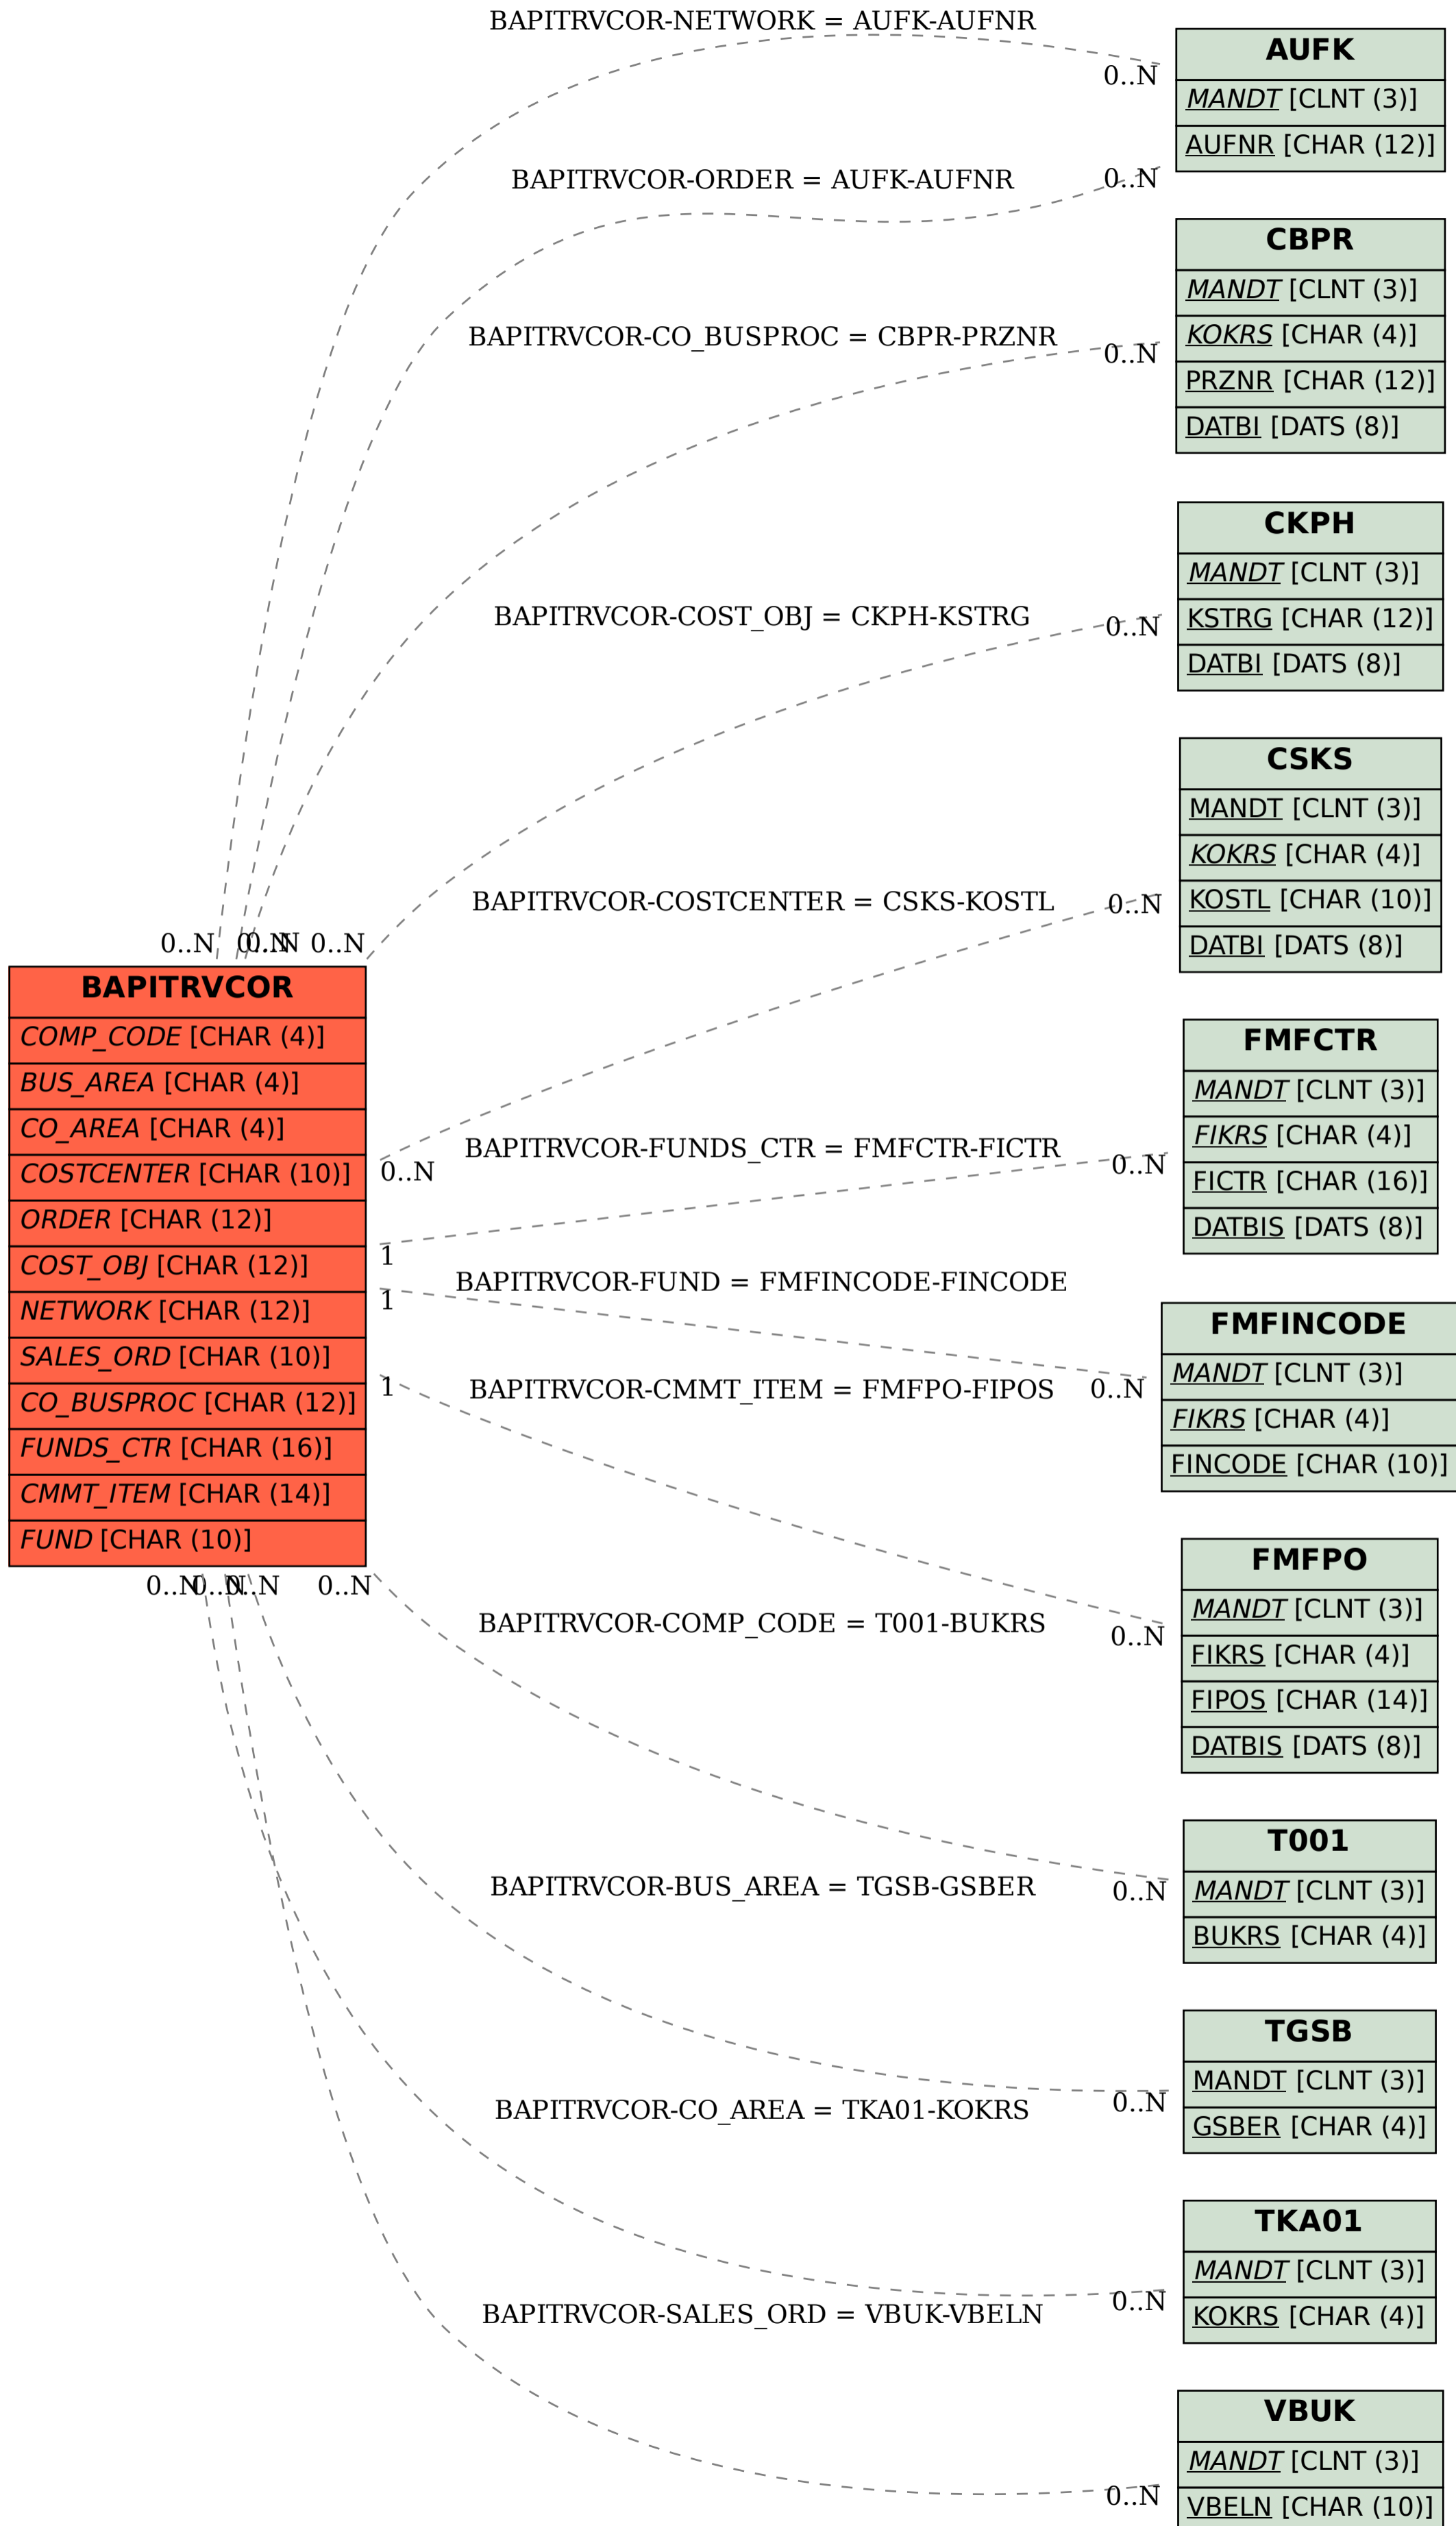 BAPITRVCOR-NETWORK = AUFK-AUFNR
0..N
AUFK
MANDT [CLNT (3)]
AUFNR [CHAR (12)]
BAPITRVCOR-ORDER = AUFK-AUFNR
0..N
CBPR
MANDT [CLNT (3)]
KOKRS [CHAR (4)]
PRZNR [CHAR (12)]
DATBI [DATS (8)]
BAPITRVCOR-CO_BUSPROC = CBPR-PRZNR
0..N
CKPH
MANDT [CLNT (3)]
KSTRG [CHAR (12)]
DATBI [DATS (8)]
BAPITRVCOR-COST_OBJ = CKPH-KSTRG
0..N
CSKS
MANDT [CLNT (3)]
KOKRS [CHAR (4)]
KOSTL [CHAR (10)]
DATBI [DATS (8)]
BAPITRVCOR-COSTCENTER = CSKS-KOSTL
0..N
0..N 0..N 0..N 0..N
BAPITRVCOR
COMP_CODE [CHAR (4)]
BUS_AREA [CHAR (4)]
CO_AREA [CHAR (4)]
COSTCENTER [CHAR (10)]
ORDER [CHAR (12)]
COST_OBJ [CHAR (12)]
NETWORK [CHAR (12)]
SALES_ORD [CHAR (10)]
CO_BUSPROC [CHAR (12)]
FUNDS_CTR [CHAR (16)]
CMMT_ITEM [CHAR (14)]
FUND [CHAR (10)]
0..N 0..N 0..N 0..N
0..N
1
1
1
FMFCTR
MANDT [CLNT (3)]
FIKRS [CHAR (4)]
FICTR [CHAR (16)]
DATBIS [DATS (8)]
BAPITRVCOR-FUNDS_CTR = FMFCTR-FICTR
0..N
BAPITRVCOR-FUND = FMFINCODE-FINCODE
0..N
FMFINCODE
MANDT [CLNT (3)]
FIKRS [CHAR (4)]
FINCODE [CHAR (10)]
BAPITRVCOR-CMMT_ITEM = FMFPO-FIPOS
0..N
FMFPO
MANDT [CLNT (3)]
FIKRS [CHAR (4)]
FIPOS [CHAR (14)]
DATBIS [DATS (8)]
BAPITRVCOR-COMP_CODE = T001-BUKRS
0..N
T001
MANDT [CLNT (3)]
BUKRS [CHAR (4)]
BAPITRVCOR-BUS_AREA = TGSB-GSBER
0..N
TGSB
MANDT [CLNT (3)]
GSBER [CHAR (4)]
BAPITRVCOR-CO_AREA = TKA01-KOKRS
0..N
TKA01
MANDT [CLNT (3)]
KOKRS [CHAR (4)]
BAPITRVCOR-SALES_ORD = VBUK-VBELN
0..N
VBUK
MANDT [CLNT (3)]
VBELN [CHAR (10)]